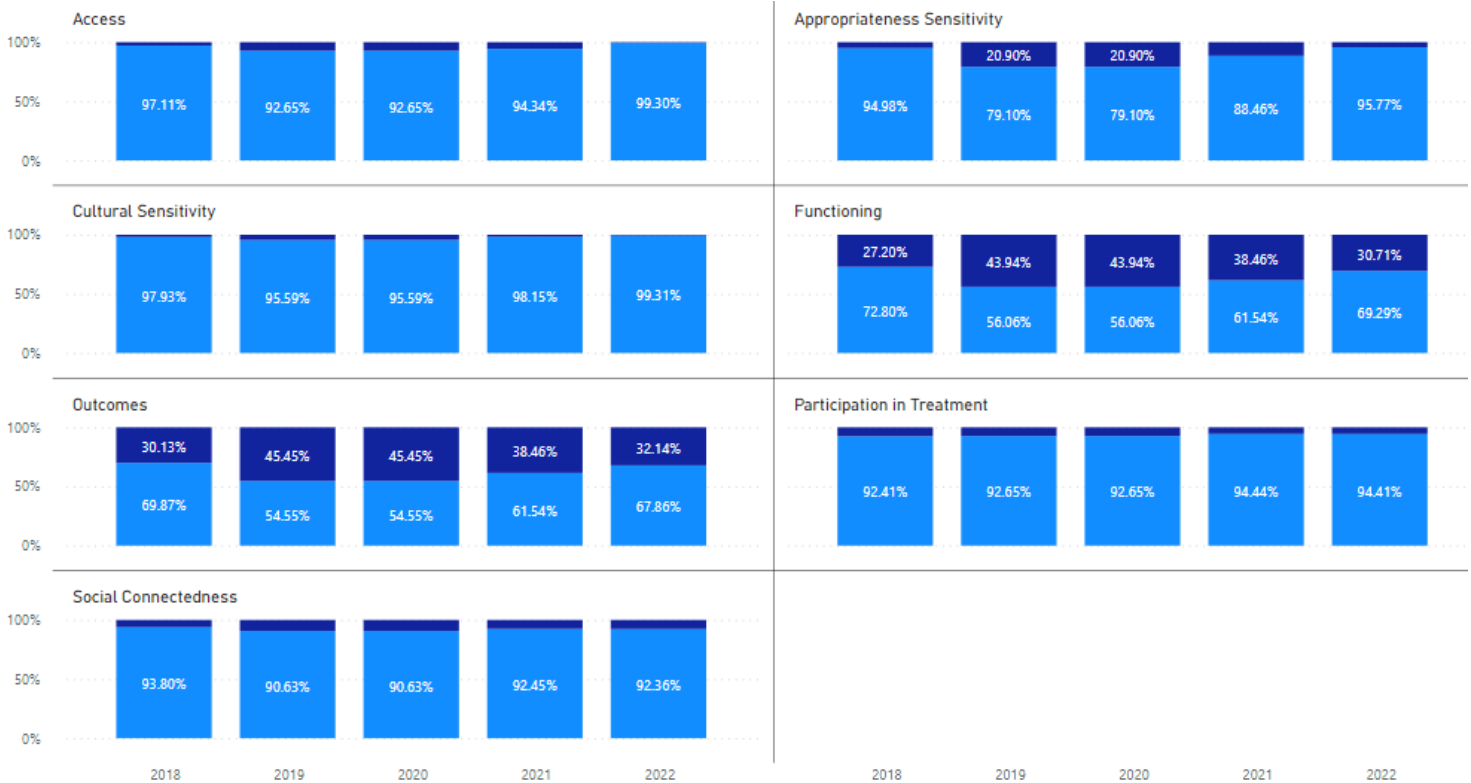 Access
100%
50%
0%
97.11% 92.65% 92.65% 94.34% 99.30%
Appropriateness Sensitivity
20.90% 20.90%
94.98% 79.10% 79.10% 88.46% 95.77%
Cultural Sensitivity
100%
50%
0%
97.93% 95.59% 95.59% 98.15% 99.31%
Functioning
27.20% 43.94% 43.94% 38.46% 30.71%
72.80% 56.06% 56.06% 61.54% 69.29%
Outcomes
100%
50%
0%
30.13% 45.45% 45.45% 38.46% 32.14%
69.87% 54.55% 54.55% 61.54% 67.86%
Participation in Treatment
92.41% 92.65% 92.65% 94.44% 94.41%
Social Connectedness
100%
50%
0%
93.80% 90.63% 90.63% 92.45% 92.36%
2018 2019 2020 2021 2022
2018 2019 2020 2021 2022